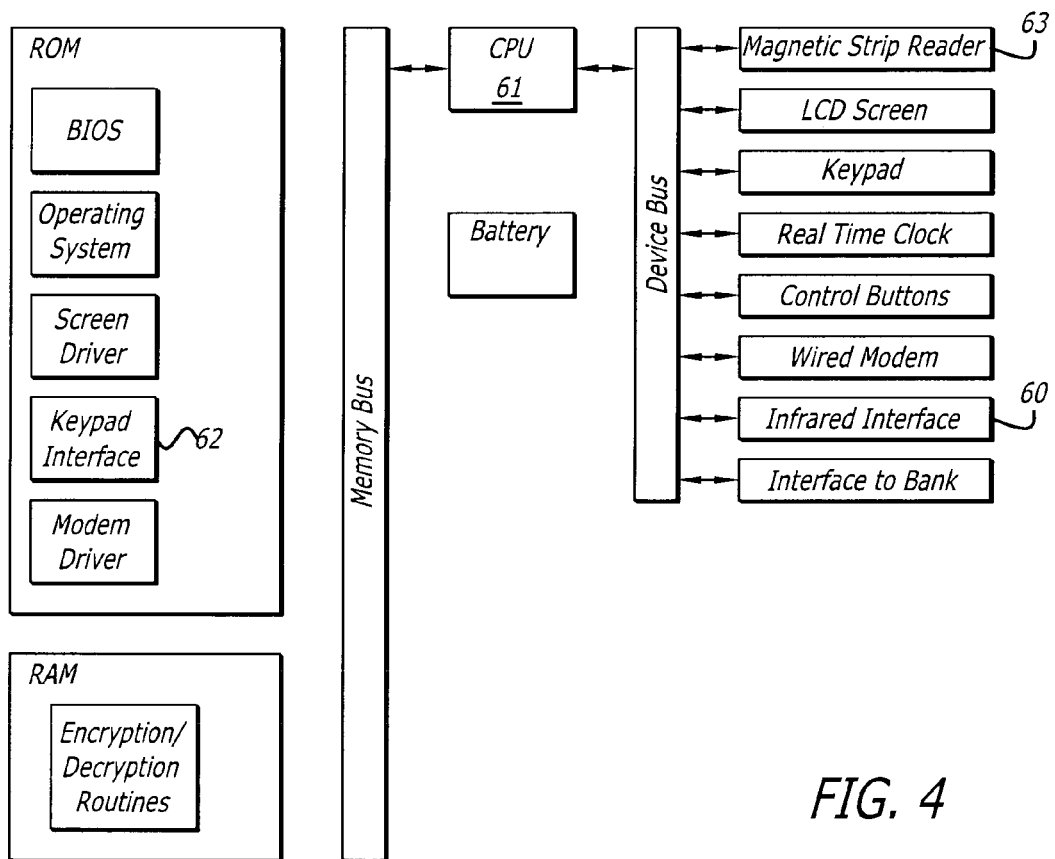 ROM
BIOS
Operating
System
Screen
Driver
Keypad
Interface
62
Modem
Driver
RAM
Encryption/
Decryption
Routines
Memory Bus
CPU
61
Battery
Device Bus
63
Magnetic Strip Reader
LCD Screen
Keypad
Real Time Clock
Control Buttons
Wired Modem
60
Infrared Interface
Interface to Bank
FIG. 4